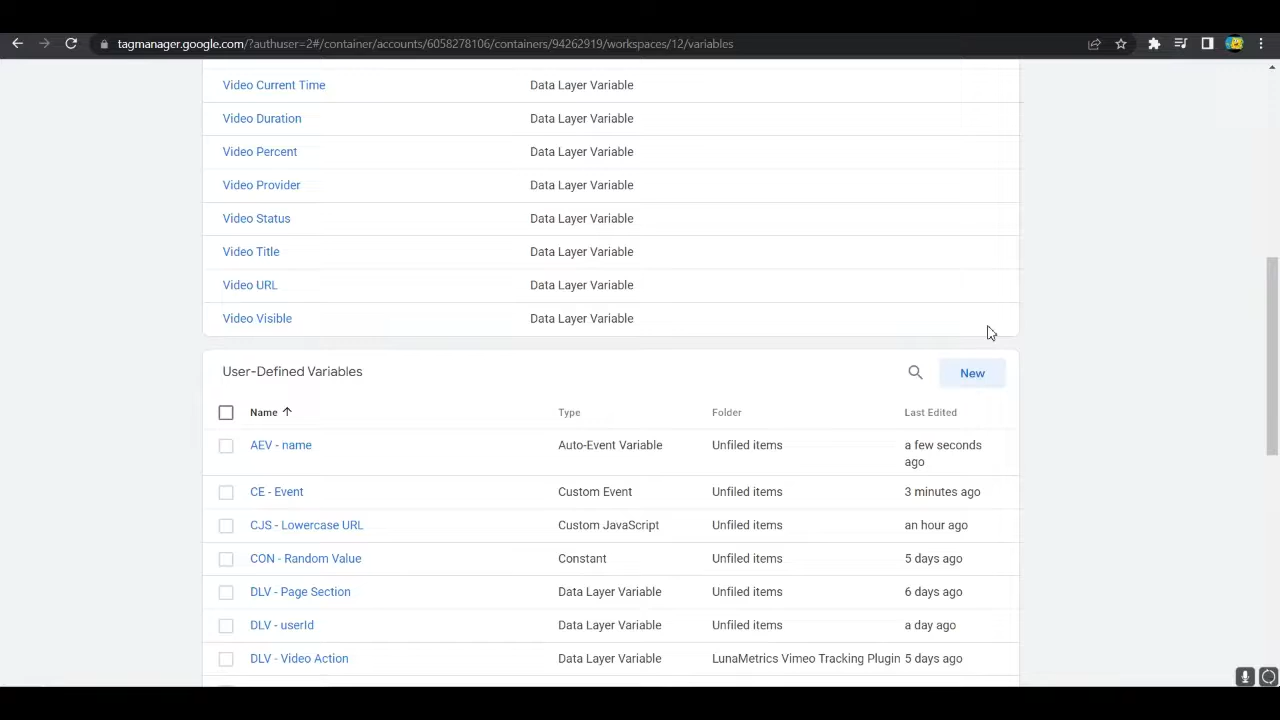 tagmanager.google.com/?authuser=2#/container/accounts/6058278106/containers/94262919/workspaces/12/variables
Video Current Time Data Layer Variable
Video Duration Data Layer Variable
Video Percent Data Layer Variable
Video Provider Data Layer Variable
Video Status Data Layer Variable
Video Title Data Layer Variable
Video URL Data Layer Variable
Video Visible Data Layer Variable
User-Defined Variables New
Name Type Folder Last Edited
AEV - name Auto-Event Variable Unfiled items a few seconds
ago
CE - Event Custom Event Unfiled items 3 minutes ago
CJS - Lowercase URL Custom JavaScript Unfiled items an hour ago
CON - Random Value Constant Unfiled items 5 days ago
DLV - Page Section Data Layer Variable Unfiled items 6 days ago
DLV - userId Data Layer Variable Unfiled items a day ago
DLV - Video Action Data Layer Variable LunaMetrics Vimeo Tracking Plugin 5 days ago